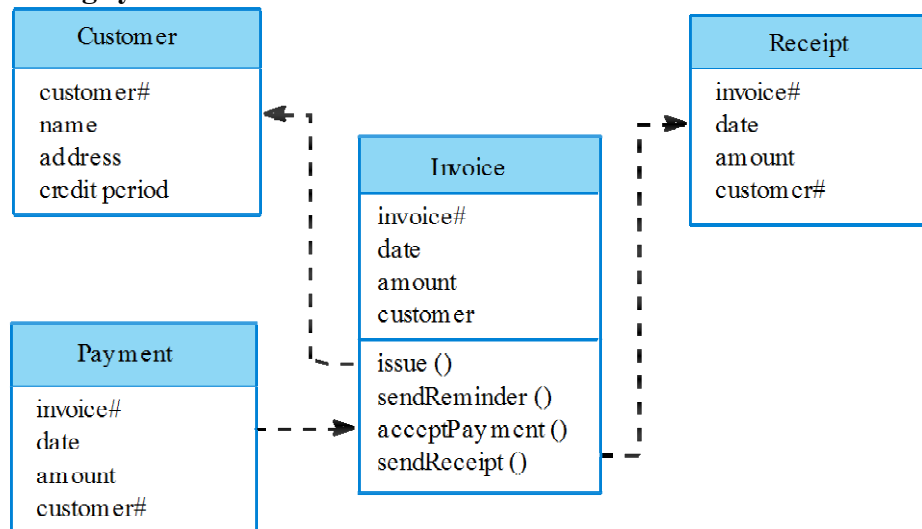 Customer
customer#
name
address
credit period
Receipt
invoice#
date
amount
customer#
Invoice
invoice#
date
amount
customer
issue ()
sendReminder ()
acceptPayment ()
sendReceipt ()
Payment
invoice#
date
amount
customer#